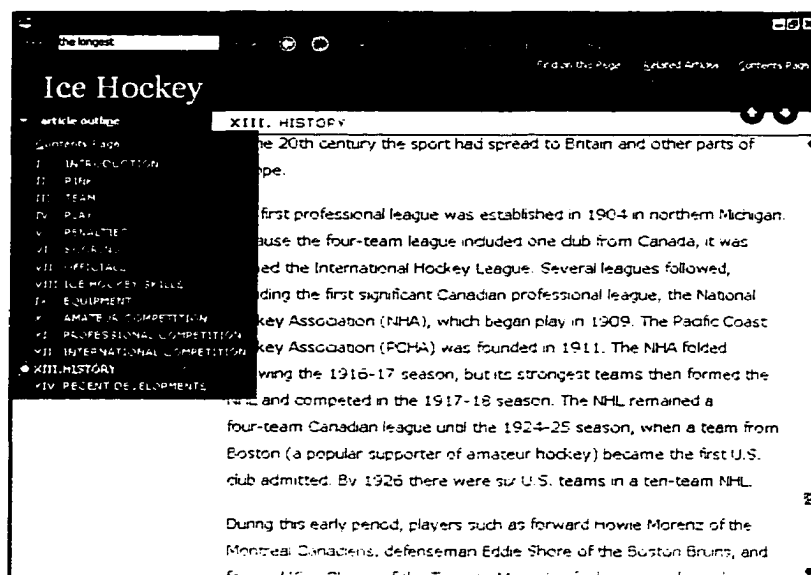 the longest
Find on this Page Related Articles Contents Page
Ice Hockey
article outline
Contents Page
I INTRODUCTION
II RINK
III TEAM
IV PLAY
V PENALTIES
VI SCORING
VII OFFICIALS
VIII ICE HOCKEY SKILLS
IX EQUIPMENT
X AMATEUR COMPETITION
XI PROFESSIONAL COMPETITION
XII INTERNATIONAL COMPETITION
XIII. HISTORY
XIV RECENT DEVELOPMENTS
XIII. HISTORY
he 20th century the sport had spread to Britain and other parts of
ope.
first professional league was established in 1904 in northern Michigan.
ause the four-team league included one club from Canada, it was
ed the International Hockey League. Several leagues followed,
uding the first significant Canadian professional league, the National
key Association (NHA), which began play in 1909. The Pacific Coast
key Association (PCHA) was founded in 1911. The NHA folded
wing the 1916-17 season, but its strongest teams then formed the
NHL and competed in the 1917-18 season. The NHL remained a
four-team Canadian league until the 1924-25 season, when a team from
Boston (a popular supporter of amateur hockey) became the first U.S.
club admitted. By 1926 there were six U.S. teams in a ten-team NHL.
During this early period, players such as forward Howie Morenz of the
Montreal Canadiens, defenseman Eddie Shore of the Boston Bruins, and